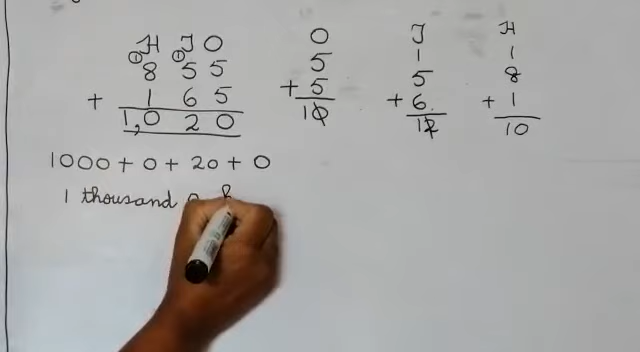 H T O
① ①
8 5 5
+ 1 6 5
1,0 2 0
O
5
+ 5
10
T
1
5
+ 6
12
H
1
8
+ 1
10
1000 + 0 + 20 + 0
1 thousand 0